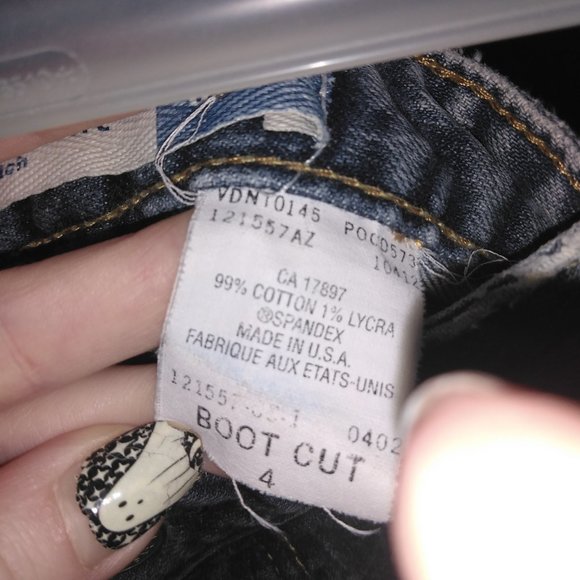 VDNT0145
121557AZ POC0573
CA 17897
99% COTTON 1% LYCRA
®SPANDEX
MADE IN U.S.A.
FABRIQUE AUX ETATS-UNIS
0402
BOOT CUT
4